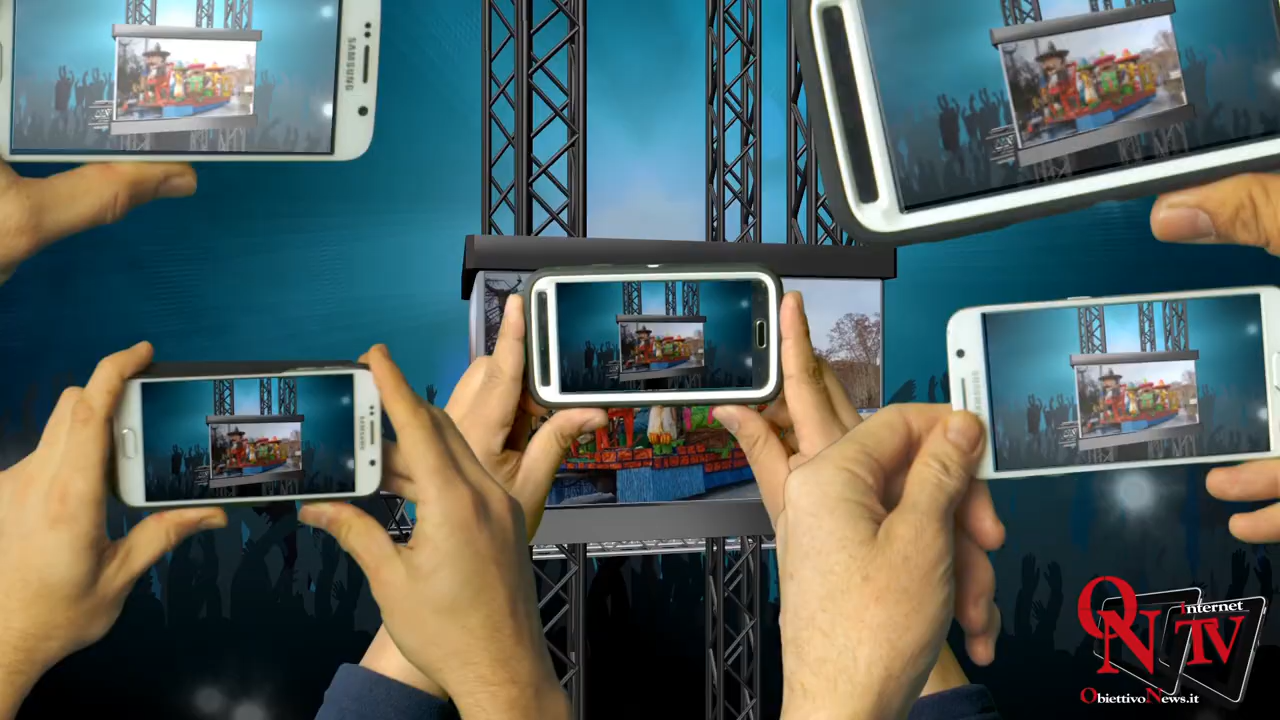 SAMSUNG
SAMSUNG
SAMSUNG
ON
Internet
TV
ObiettivoNews.it